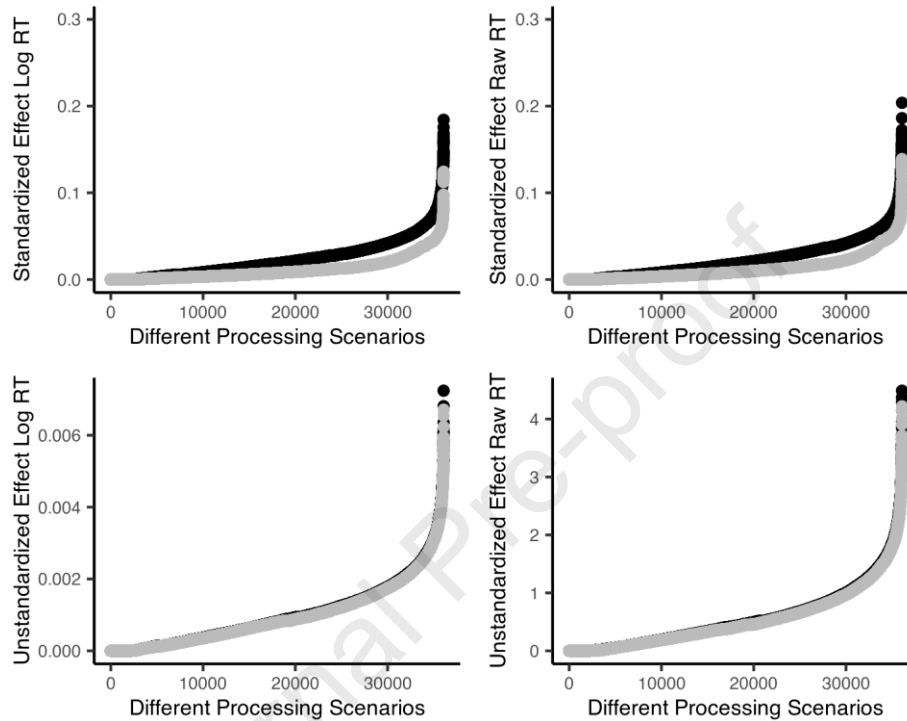 Standardized Effect Log RT
0.3
0.2
0.1
0.0
0 10000 20000 30000
Different Processing Scenarios
Standardized Effect Raw RT
0.3
0.2
0.1
0.0
0 10000 20000 30000
Different Processing Scenarios
Unstandardized Effect Log RT
0.006
0.004
0.002
0.000
0 10000 20000 30000
Different Processing Scenarios
Unstandardized Effect Raw RT
4
3
2
1
0
0 10000 20000 30000
Different Processing Scenarios
rnal Pre-proof